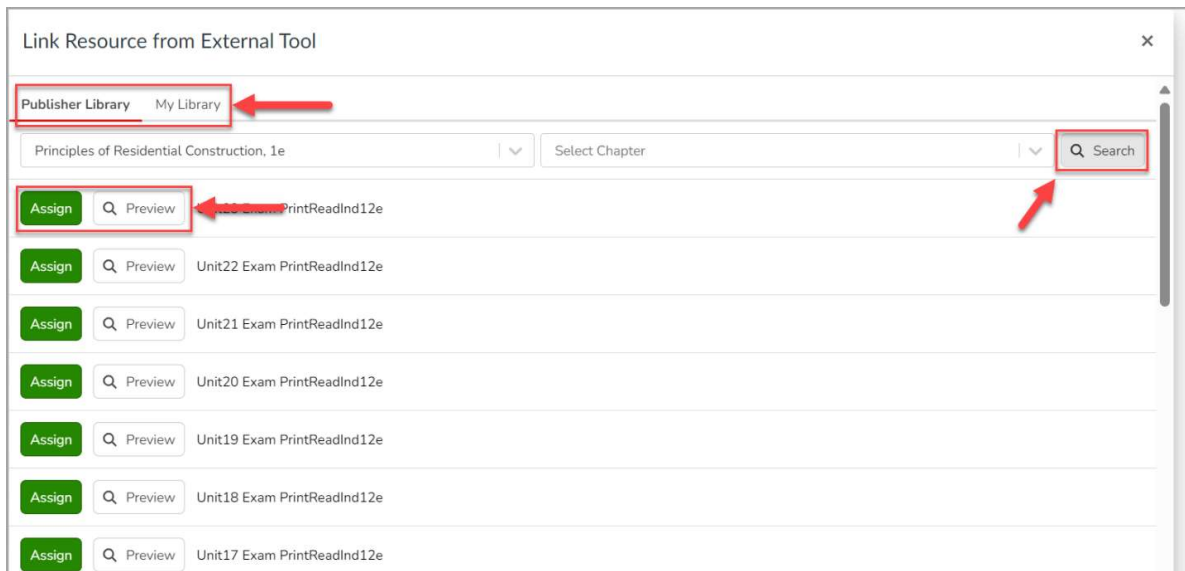 Link Resource from External Tool
Publisher Library My Library
Principles of Residential Construction, 1e Select Chapter Search
Assign Preview Exam PrintReadInd12e
Assign Preview Unit22 Exam PrintReadInd12e
Assign Preview Unit21 Exam PrintReadInd12e
Assign Preview Unit20 Exam PrintReadInd12e
Assign Preview Unit19 Exam PrintReadInd12e
Assign Preview Unit18 Exam PrintReadInd12e
Assign Preview Unit17 Exam PrintReadInd12e